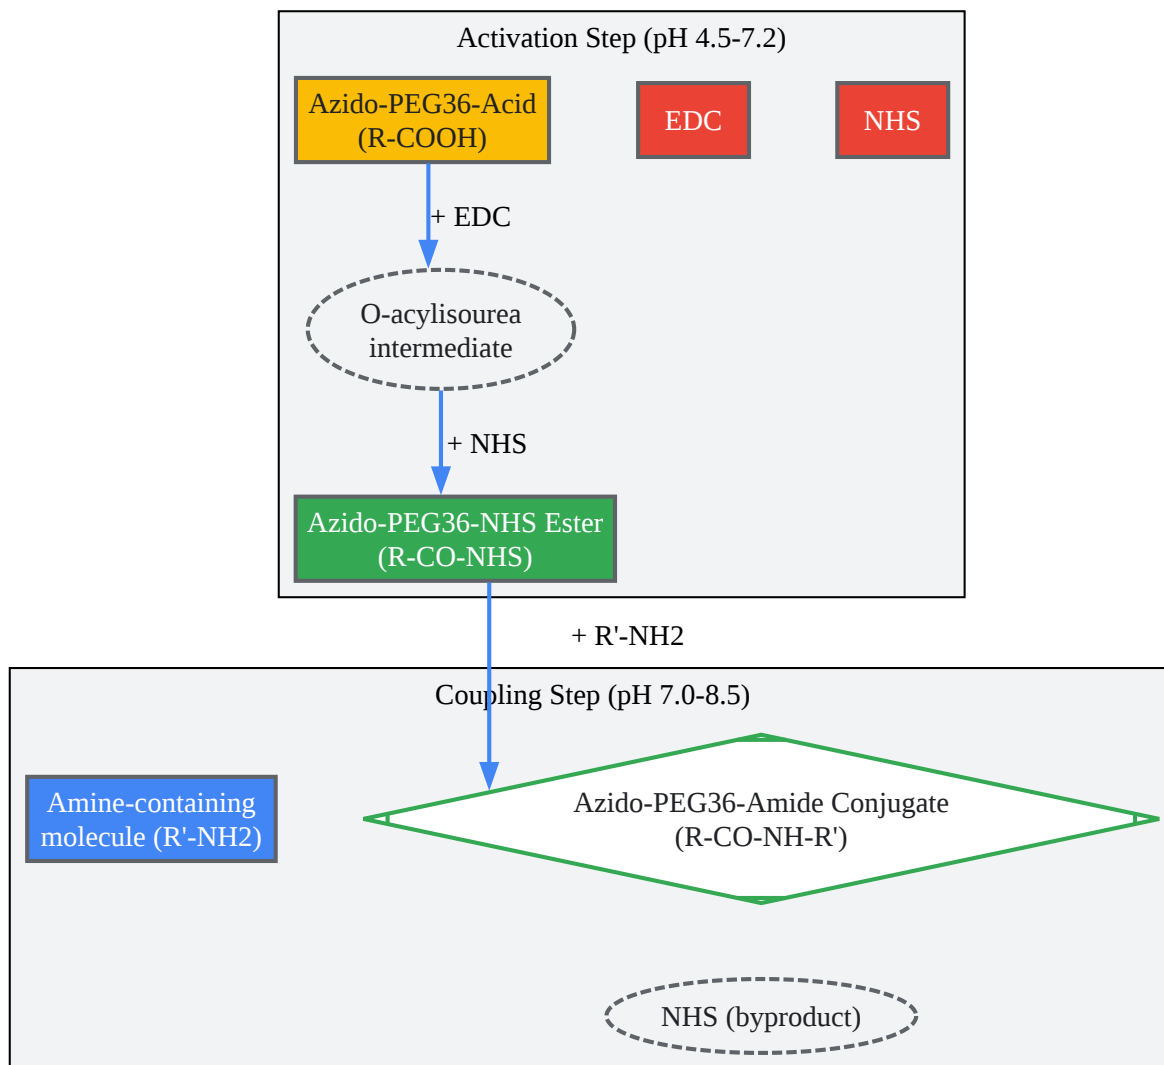 Activation Step (pH 4.5-7.2)
Azido-PEG36-Acid
(R-COOH)
EDC
NHS
+ EDC
O-acylisourea
intermediate
+ NHS
Azido-PEG36-NHS Ester
(R-CO-NHS)
+ R'-NH2
Coupling Step (pH 7.0-8.5)
Amine-containing
molecule (R'-NH2)
Azido-PEG36-Amide Conjugate
(R-CO-NH-R')
NHS (byproduct)